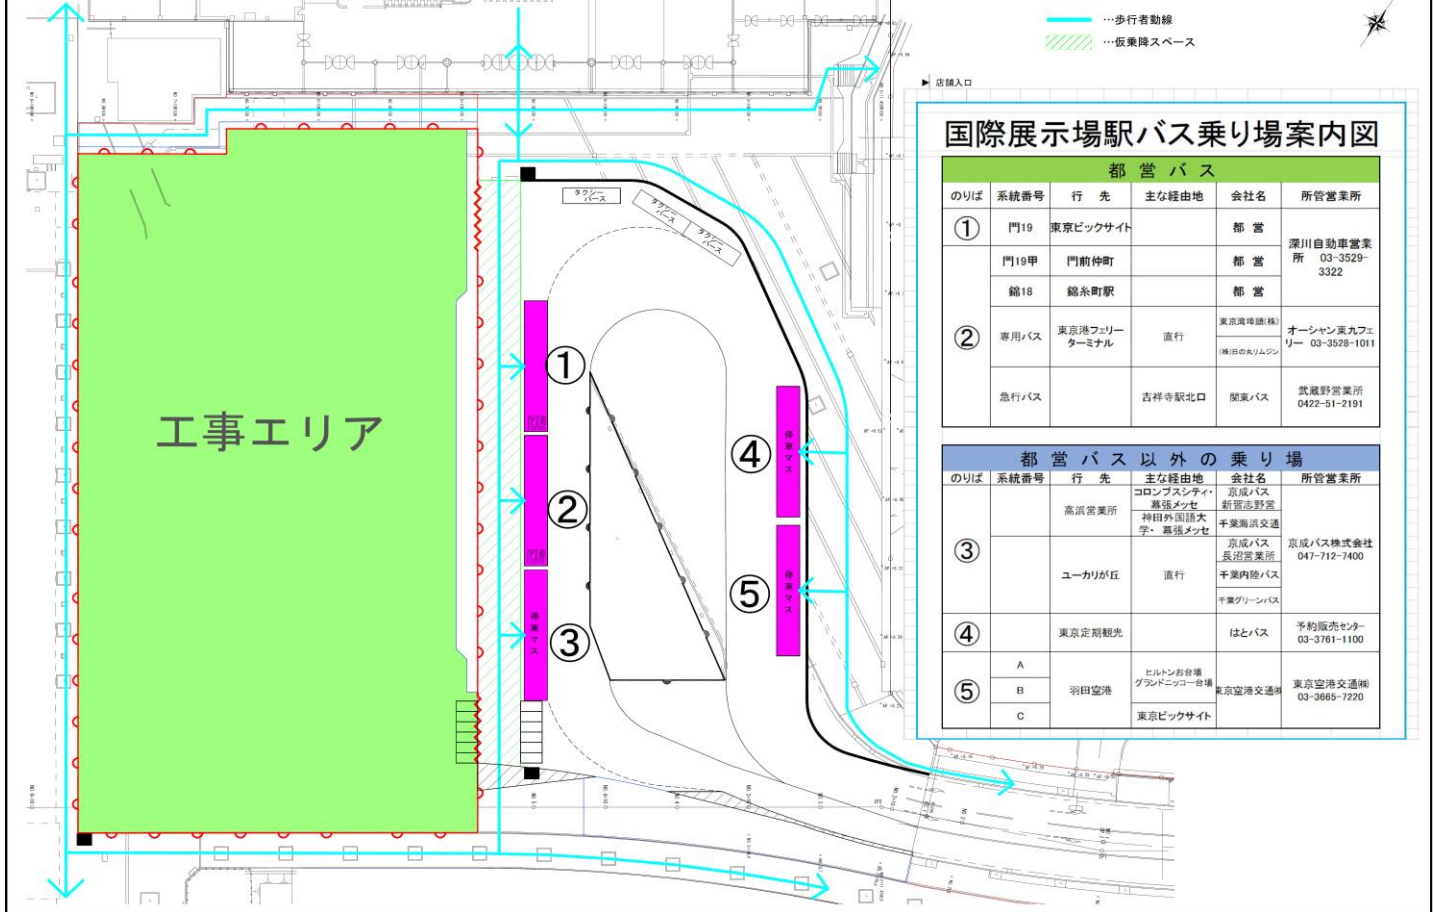 …歩行者動線
…仮乗降スペース
▶ 店舗入口
国際展示場駅バス乗り場案内図
都営バス
のりば 系統番号 行先 主な経由地 会社名 所管営業所
① 門19 東京ビックサイト 都営
深川自動車営業
所 03-3529-
3322
門19甲 門前仲町 都営
錦18 錦糸町駅 都営
② 専用バス 東京港フェリー
ターミナル
直行
東京湾埠頭(株)
(株)日の丸リムジン
オーシャン東九フェ
リー 03-3528-1011
急行バス 吉祥寺駅北口 関東バス
武蔵野営業所
0422-51-2191
都営バス以外の乗り場
のりば 系統番号 行先 主な経由地 会社名 所管営業所
③
高浜営業所
コロンブスシティ・
幕張メッセ
京成バス
新習志野営
神田外国語大
学・ 幕張メッセ
千葉海浜交通
ユーカリが丘
直行
京成バス
長沼営業所
千葉内陸バス
千葉グリーンバス
京成バス株式会社
047-712-7400
④ 東京定期観光 はとバス
予約販売センター
03-3761-1100
⑤
A
B
C
羽田空港
ヒルトンお台場
グランドニッコー台場
東京ビックサイト
東京空港交通㈱
東京空港交通㈱
03-3665-7220
タクシー
バース
タクシー
バース
タクシー
バース
工事エリア
①
②
③
停車マス
④
停車マス
⑤
停車マス